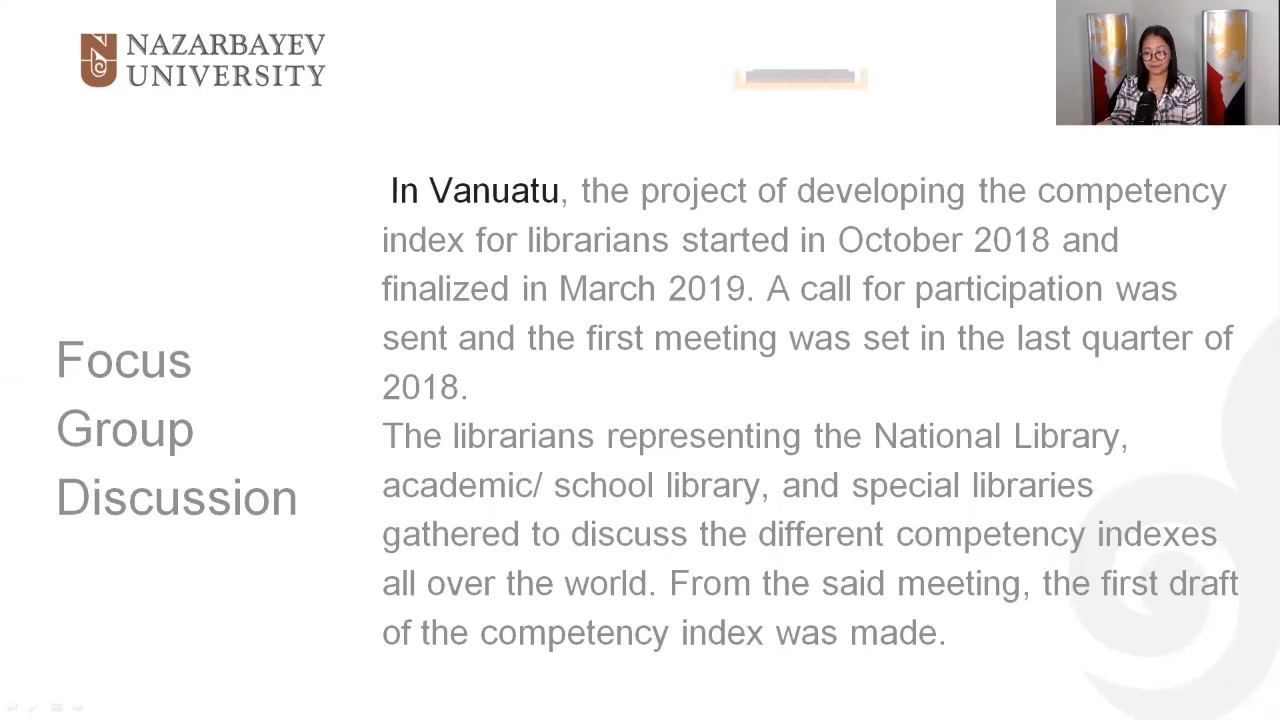 NAZARBAYEV
UNIVERSITY
Focus
Group
Discussion
In Vanuatu, the project of developing the competency
index for librarians started in October 2018 and
finalized in March 2019. A call for participation was
sent and the first meeting was set in the last quarter of
2018.
The librarians representing the National Library,
academic/ school library, and special libraries
gathered to discuss the different competency indexes
all over the world. From the said meeting, the first draft
of the competency index was made.